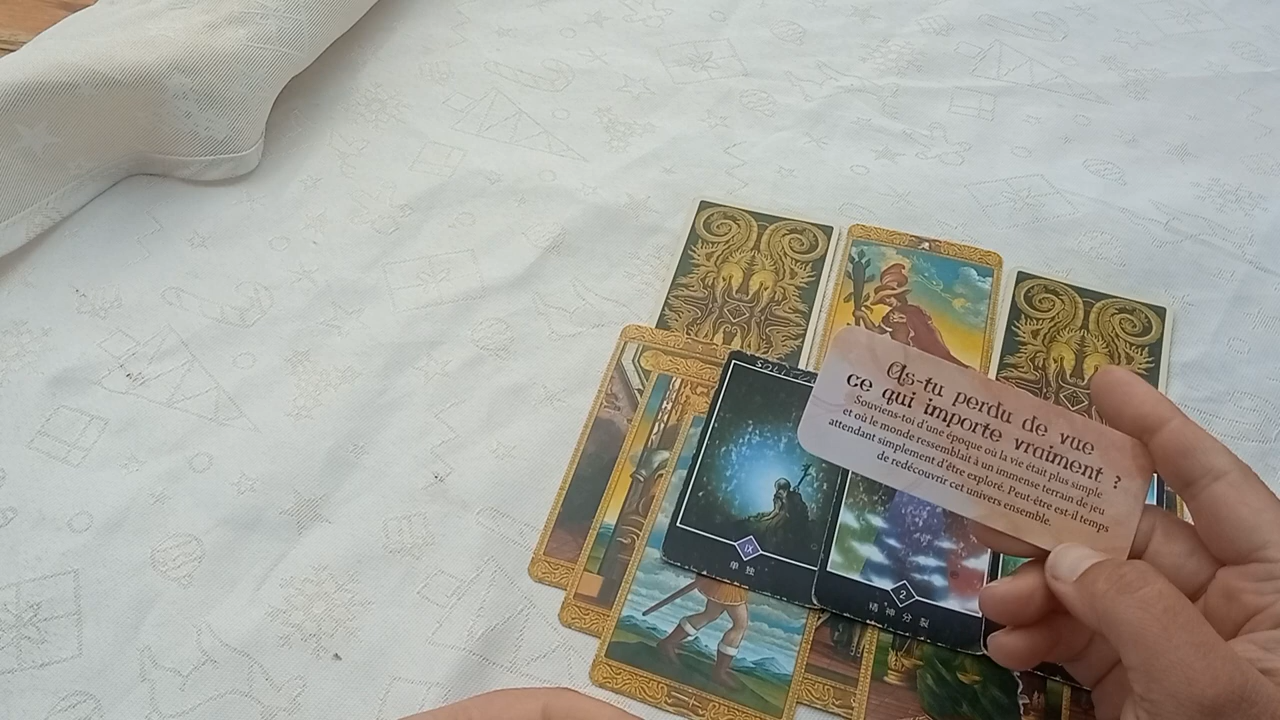 As-tu perdu de vue
ce qui importe vraiment ?
Souviens-toi d'une époque où la vie était plus simple
et où le monde ressemblait à un immense terrain de jeu
attendant simplement d'être exploré. Peut-être est-il temps
de redécouvrir cet univers ensemble.
IX
单独
2
精神分裂